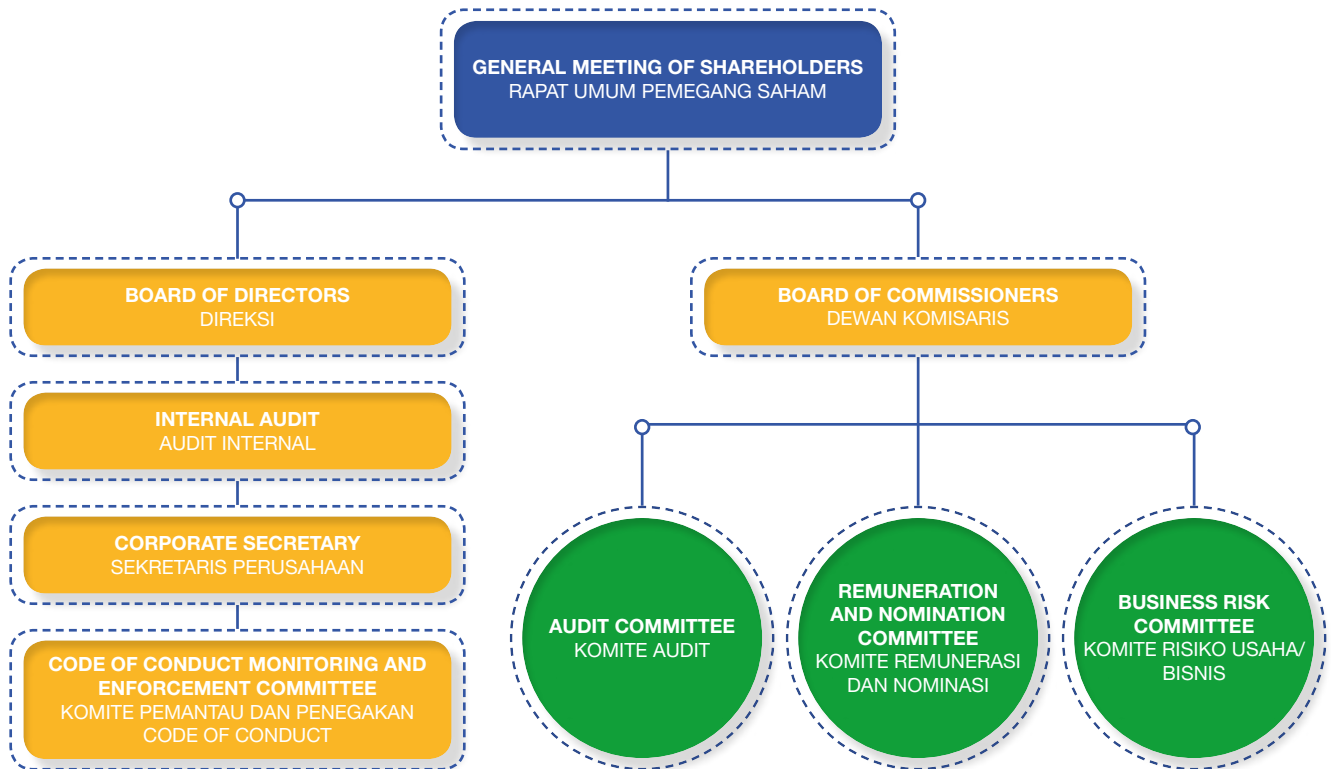 GENERAL MEETING OF SHAREHOLDERS
RAPAT UMUM PEMEGANG SAHAM
BOARD OF DIRECTORS
DIREKSI
BOARD OF COMMISSIONERS
DEWAN KOMISARIS
INTERNAL AUDIT
AUDIT INTERNAL
CORPORATE SECRETARY
SEKRETARIS PERUSAHAAN
CODE OF CONDUCT MONITORING AND
ENFORCEMENT COMMITTEE
KOMITE PEMANTAU DAN PENEGAKAN
CODE OF CONDUCT
AUDIT COMMITTEE
KOMITE AUDIT
REMUNERATION
AND NOMINATION
COMMITTEE
KOMITE REMUNERASI
DAN NOMINASI
BUSINESS RISK
COMMITTEE
KOMITE RISIKO USAHA/
BISNIS